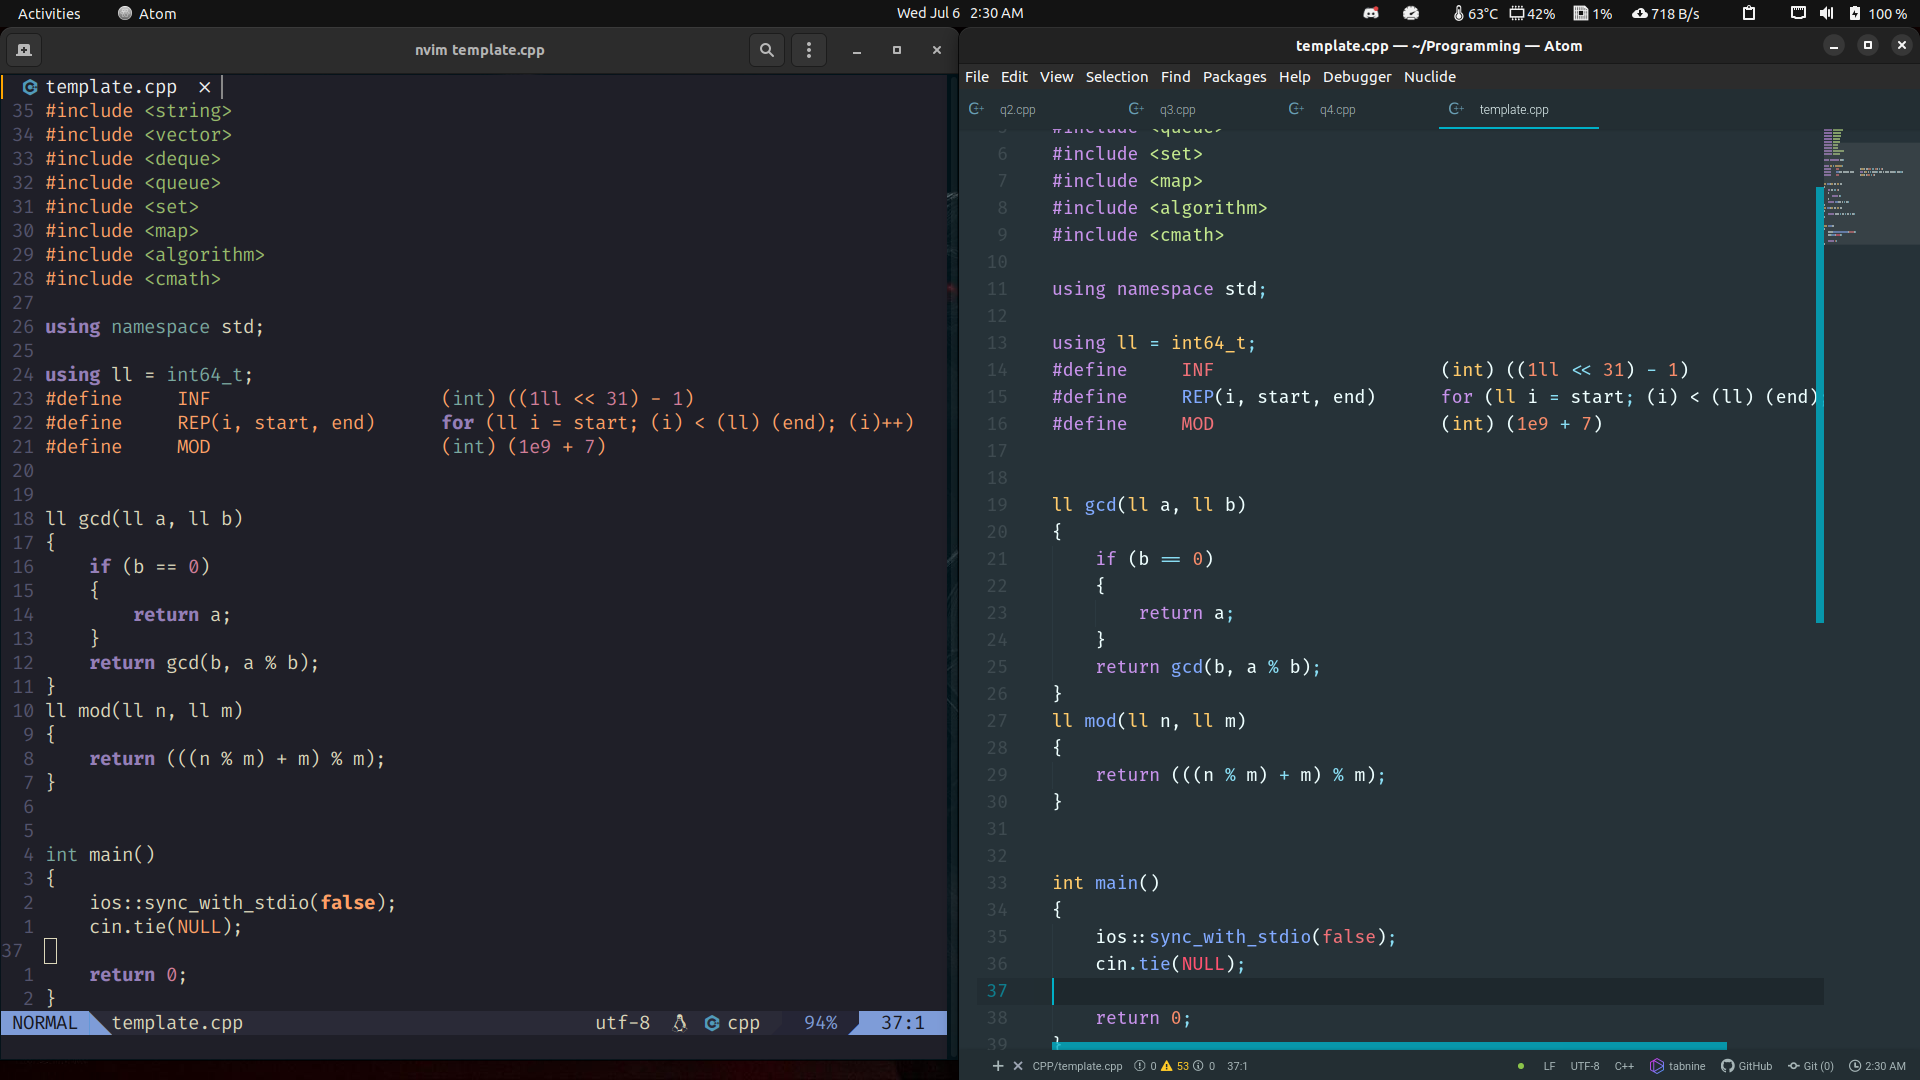 Activities Atom Wed Jul 6 2:30 AM 63°C 42% 1% 718 B/s 100 %
nvim template.cpp
template.cpp
35 #include <string>
34 #include <vector>
33 #include <deque>
32 #include <queue>
31 #include <set>
30 #include <map>
29 #include <algorithm>
28 #include <cmath>
27
26 using namespace std;
25
24 using ll = int64_t;
23 #define INF (int) ((1ll << 31) - 1)
22 #define REP(i, start, end) for (ll i = start; (i) < (ll) (end); (i)++)
21 #define MOD (int) (1e9 + 7)
20
19
18 ll gcd(ll a, ll b)
17 {
16 if (b == 0)
15 {
14 return a;
13 }
12 return gcd(b, a % b);
11 }
10 ll mod(ll n, ll m)
9 {
8 return (((n % m) + m) % m);
7 }
6
5
4 int main()
3 {
2 ios::sync_with_stdio(false);
1 cin.tie(NULL);
37
1 return 0;
2 }
NORMAL template.cpp utf-8 cpp 94% 37:1
template.cpp — ~/Programming — Atom
File Edit View Selection Find Packages Help Debugger Nuclide
q2.cpp q3.cpp q4.cpp template.cpp
5 #include <queue>
6 #include <set>
7 #include <map>
8 #include <algorithm>
9 #include <cmath>
10
11 using namespace std;
12
13 using ll = int64_t;
14 #define INF (int) ((1ll << 31) - 1)
15 #define REP(i, start, end) for (ll i = start; (i) < (ll) (end);
16 #define MOD (int) (1e9 + 7)
17
18
19 ll gcd(ll a, ll b)
20 {
21 if (b == 0)
22 {
23 return a;
24 }
25 return gcd(b, a % b);
26 }
27 ll mod(ll n, ll m)
28 {
29 return (((n % m) + m) % m);
30 }
31
32
33 int main()
34 {
35 ios::sync_with_stdio(false);
36 cin.tie(NULL);
37
38 return 0;
39 }
CPP/template.cpp 0 53 0 37:1 LF UTF-8 C++ tabnine GitHub Git (0) 2:30 AM